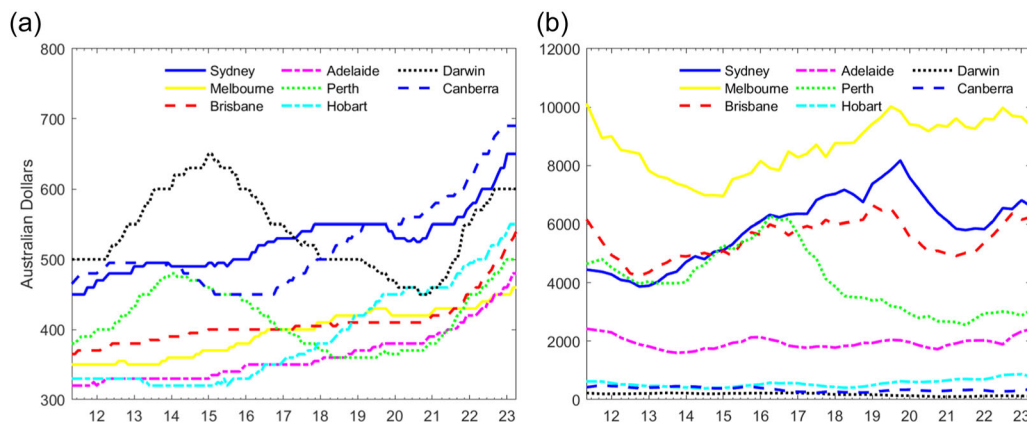 (a)
800
700
600
500
400
300
Australian Dollars
Sydney Adelaide Darwin
Melbourne Perth Canberra
Brisbane Hobart
12 13 14 15 16 17 18 19 20 21 22 23
(b)
12000
10000
8000
6000
4000
2000
0
Sydney Adelaide Darwin
Melbourne Perth Canberra
Brisbane Hobart
12 13 14 15 16 17 18 19 20 21 22 23